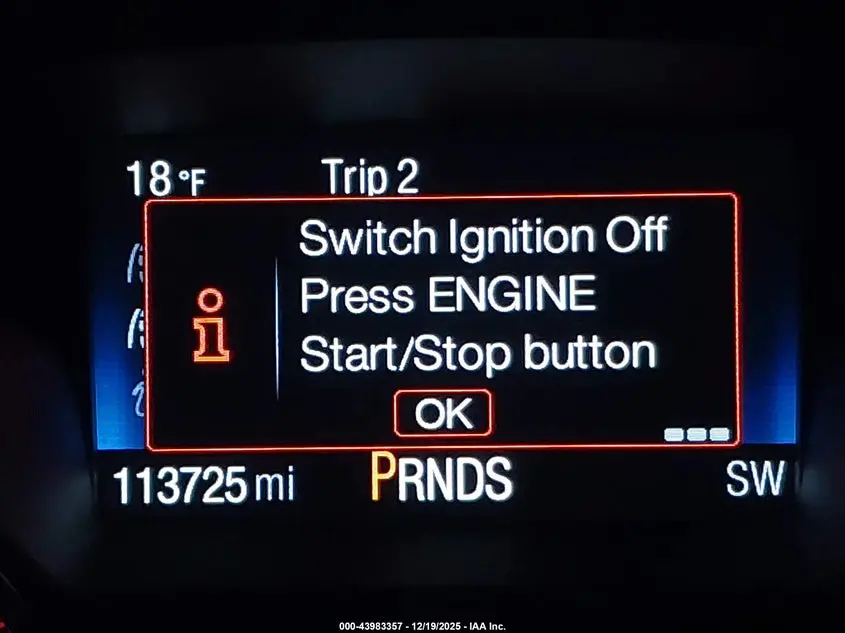 18°F Trip 2
Switch Ignition Off
Press ENGINE
Start/Stop button
OK
113725 mi PRNDS SW
000-43983357 - 12/19/2025 - IAA Inc.